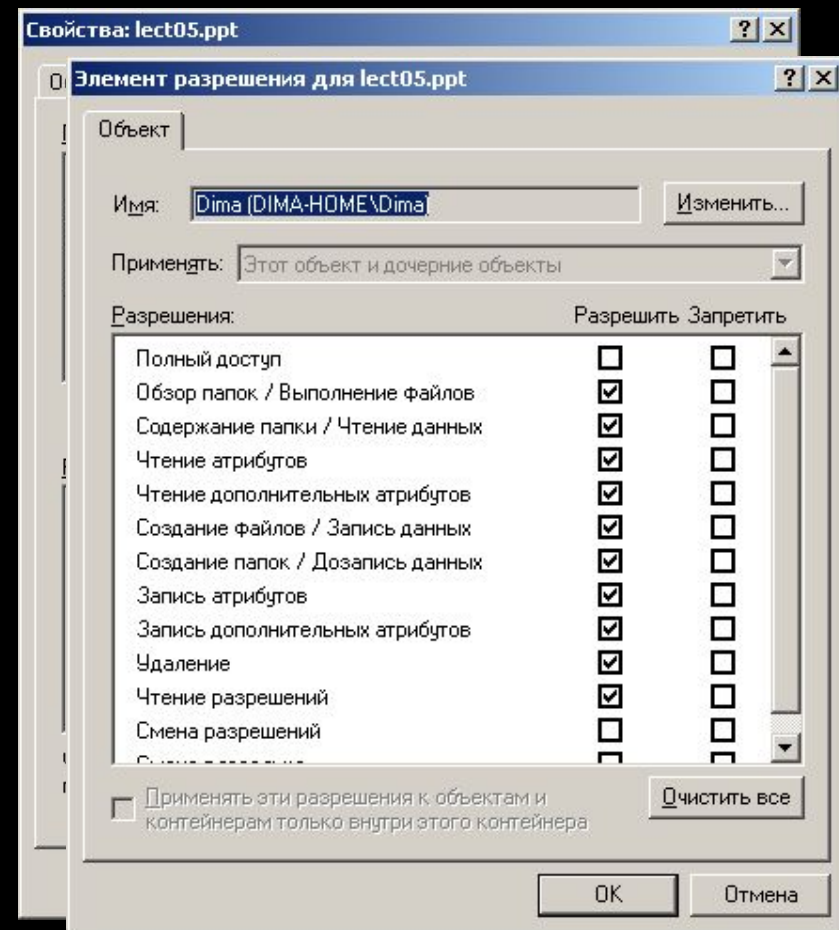 Свойства: lect05.ppt
Элемент разрешения для lect05.ppt
Объект
Имя: Dima (DIMA-HOME\Dima) Изменить...
Применять: Этот объект и дочерние объекты
Разрешения: Разрешить Запретить
Полный доступ
Обзор папок / Выполнение файлов
Содержание папки / Чтение данных
Чтение атрибутов
Чтение дополнительных атрибутов
Создание файлов / Запись данных
Создание папок / Дозапись данных
Запись атрибутов
Запись дополнительных атрибутов
Удаление
Чтение разрешений
Смена разрешений
Применять эти разрешения к объектам и
контейнерам только внутри этого контейнера
Очистить все
OK Отмена